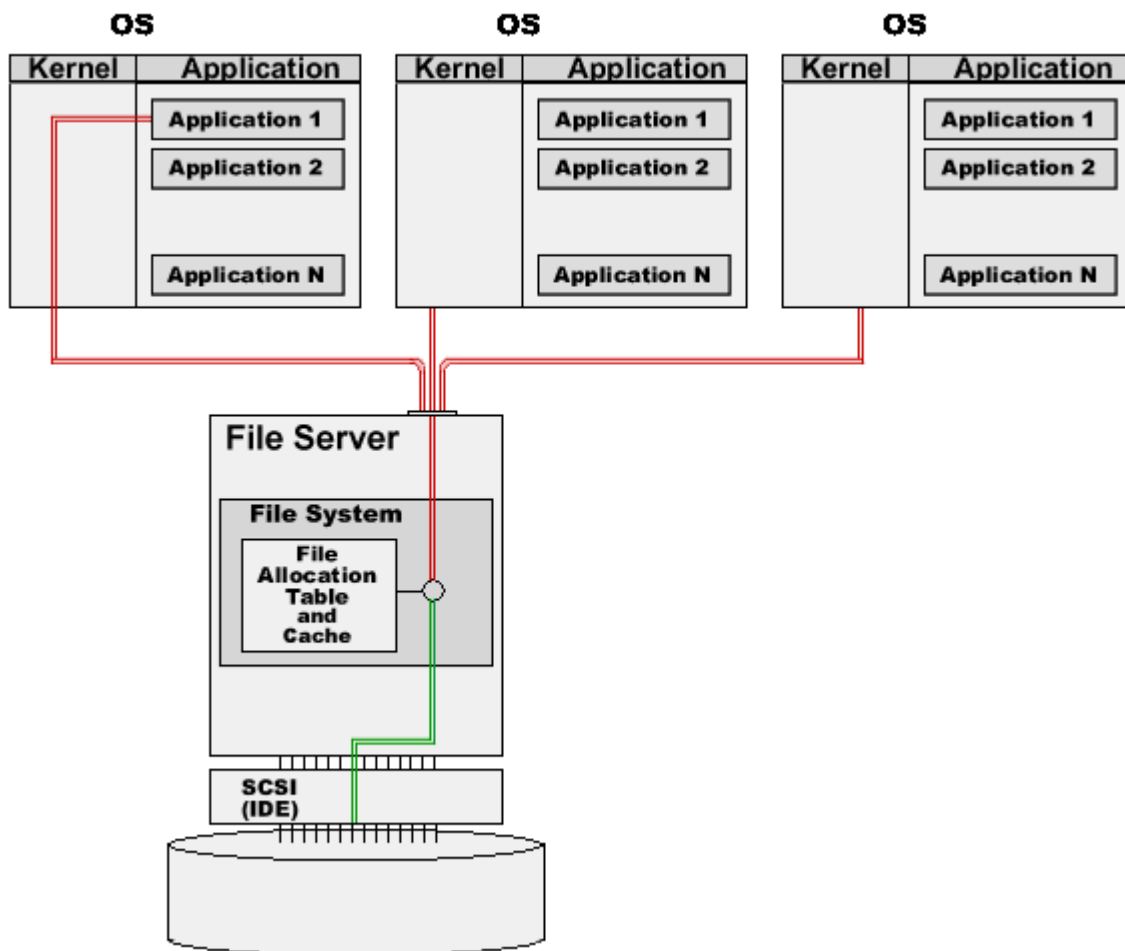 OS
OS
OS
Kernel
Application
Kernel
Application
Kernel
Application
Application 1
Application 1
Application 1
Application 2
Application 2
Application 2
Application N
Application N
Application N
File Server
File System
File
Allocation
Table
and
Cache
SCSI
(IDE)